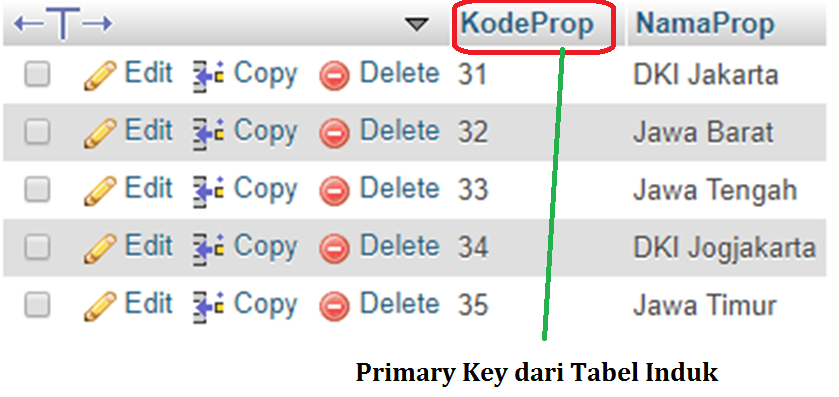 KodeProp NamaProp
Edit Copy Delete 31 DKI Jakarta
Edit Copy Delete 32 Jawa Barat
Edit Copy Delete 33 Jawa Tengah
Edit Copy Delete 34 DKI Jogjakarta
Edit Copy Delete 35 Jawa Timur
Primary Key dari Tabel Induk